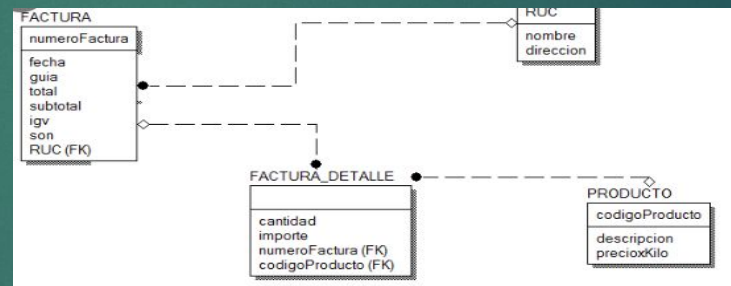 FACTURA
numeroFactura
fecha
guia
total
subtotal
igv
son
RUC (FK)
RUC
nombre
direccion
FACTURA_DETALLE
cantidad
importe
numeroFactura (FK)
codigoProducto (FK)
PRODUCTO
codigoProducto
descripcion
precioxKilo